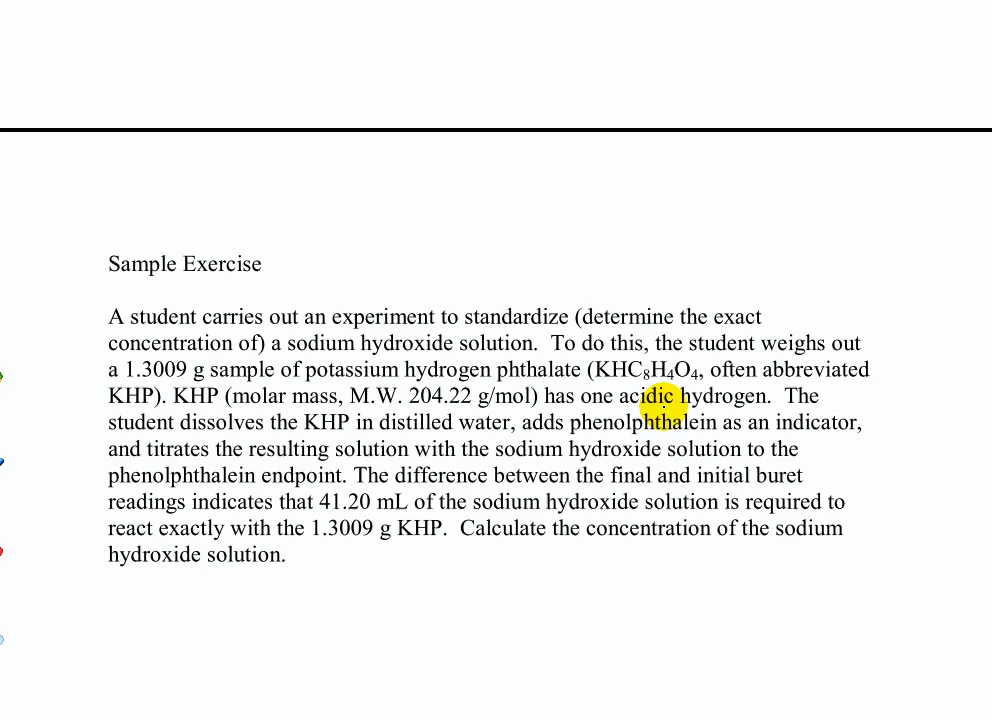 Sample Exercise
A student carries out an experiment to standardize (determine the exact
concentration of) a sodium hydroxide solution.  To do this, the student weighs out
a 1.3009 g sample of potassium hydrogen phthalate (KHC₈H₄O₄, often abbreviated
KHP). KHP (molar mass, M.W. 204.22 g/mol) has one acidic hydrogen.  The
student dissolves the KHP in distilled water, adds phenolphthalein as an indicator,
and titrates the resulting solution with the sodium hydroxide solution to the
phenolphthalein endpoint. The difference between the final and initial buret
readings indicates that 41.20 mL of the sodium hydroxide solution is required to
react exactly with the 1.3009 g KHP.  Calculate the concentration of the sodium
hydroxide solution.